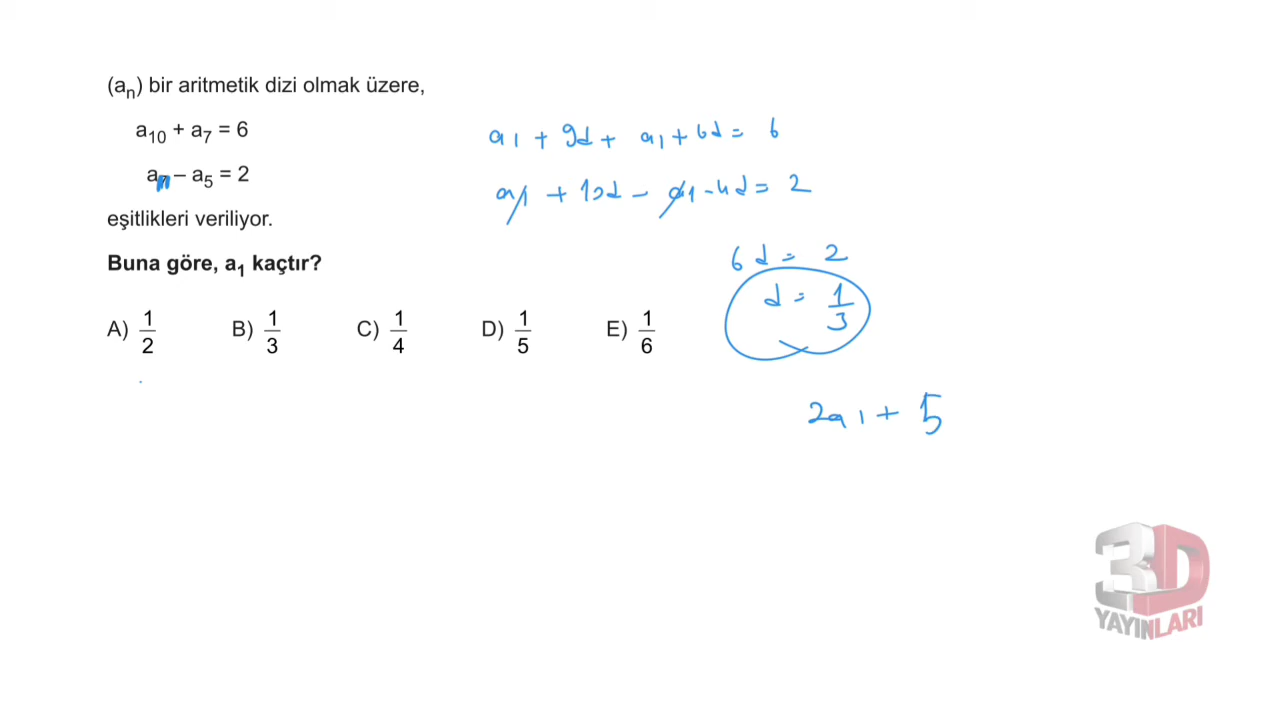 (aₙ) bir aritmetik dizi olmak üzere,
a₁₀ + a₇ = 6
a₁₁ – a₅ = 2
eşitlikleri veriliyor.
Buna göre, a₁ kaçtır?
A) 1/2 B) 1/3 C) 1/4 D) 1/5 E) 1/6
a₁ + 9d + a₁ + 6d = 6
a₁ + 10d – a₁ – 4d = 2
6d = 2
d = 1/3
2a₁ + 5
3D
YAYINLARI